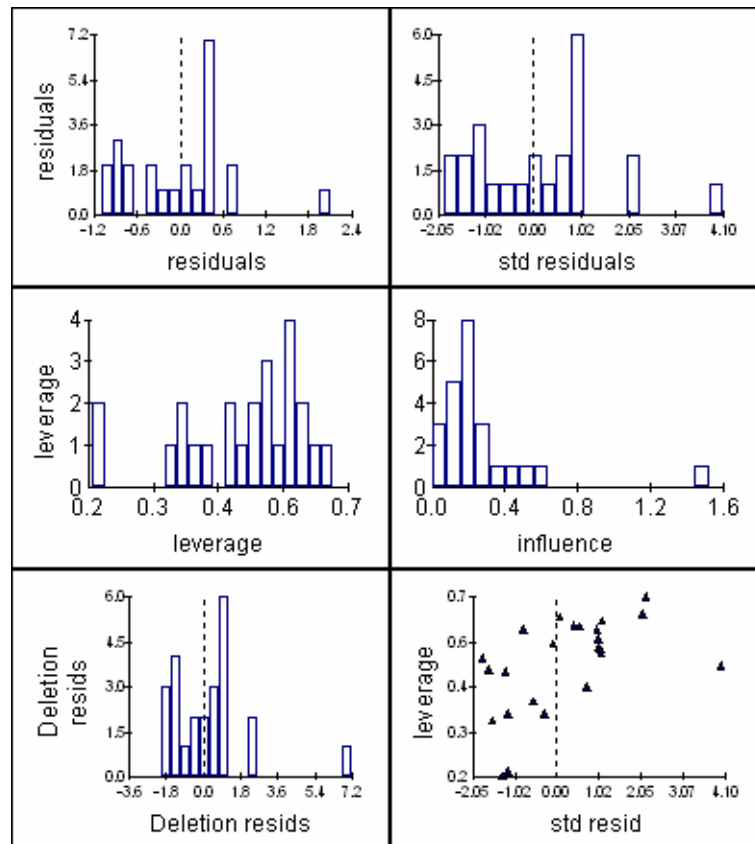 7.2
5.4
3.6
1.8
0.0
residuals
-1.2 -0.6 0.0 0.6 1.2 1.8 2.4
residuals
6.0
4.5
3.0
1.5
0.0
-2.05 -1.02 0.00 1.02 2.05 3.07 4.10
std residuals
4
3
2
1
0
leverage
0.2 0.3 0.4 0.6 0.7
leverage
8
6
4
2
0
0.0 0.4 0.8 1.2 1.6
influence
6.0
4.5
3.0
1.5
0.0
Deletion
resids
-3.6 -1.8 0.0 1.8 3.6 5.4 7.2
Deletion resids
0.7
0.6
0.4
0.3
0.2
leverage
-2.05 -1.02 0.00 1.02 2.05 3.07 4.10
std resid